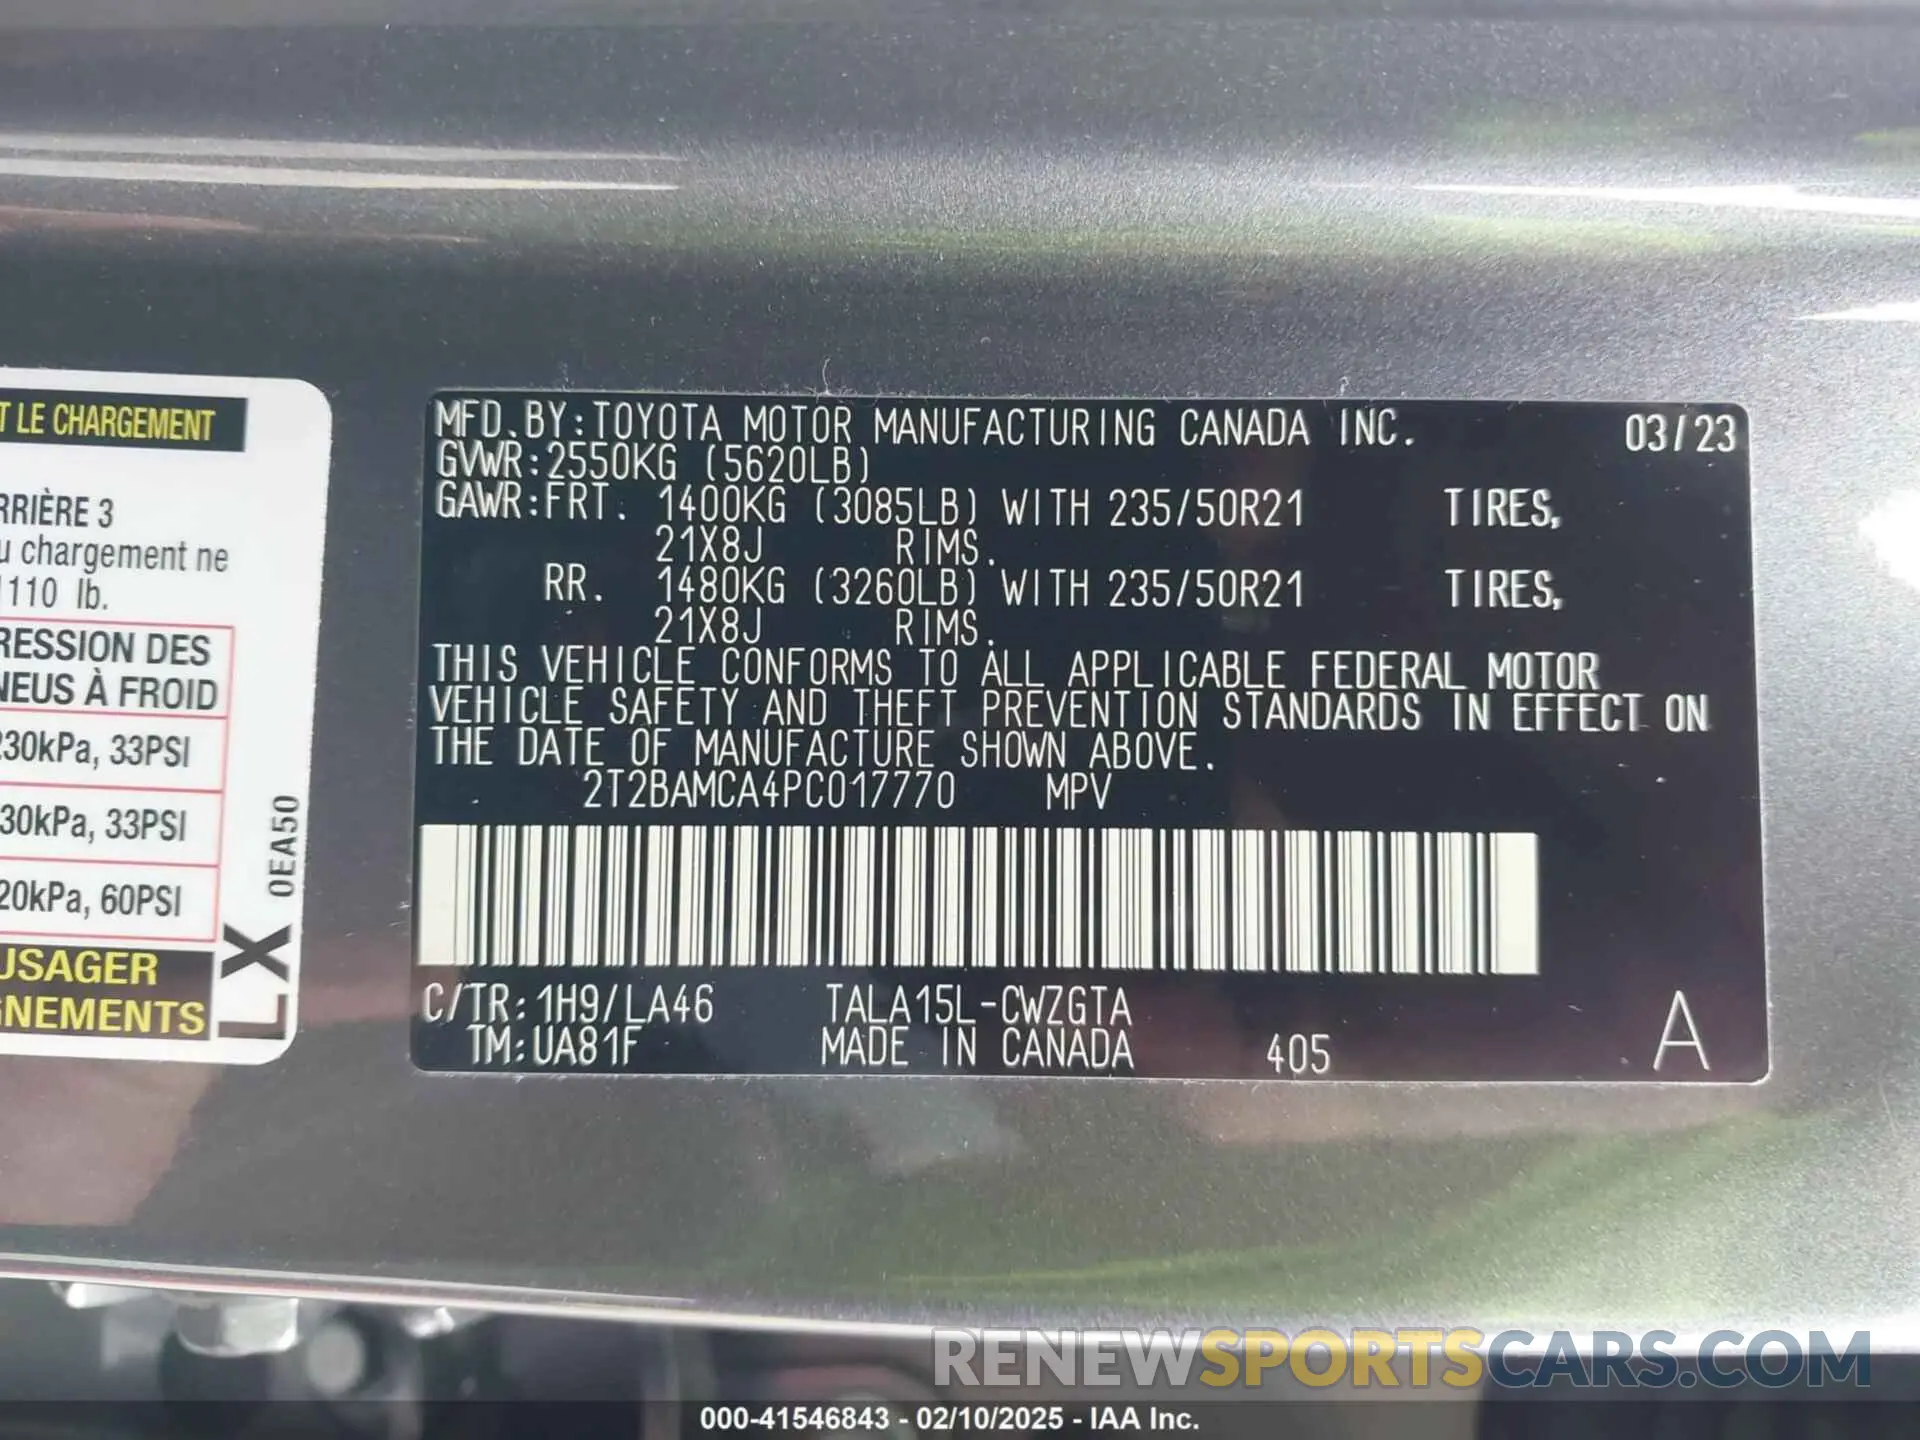 T LE CHARGEMENT
RRIÈRE 3
u chargement ne
1110 lb.
RESSION DES
NEUS À FROID
230kPa, 33PSI
30kPa, 33PSI
20kPa, 60PSI
USAGER
GNEMENTS
LX
0EA50
MFD.BY:TOYOTA MOTOR MANUFACTURING CANADA INC. 03/23
GVWR:2550KG (5620LB)
GAWR:FRT. 1400KG (3085LB) WITH 235/50R21 TIRES,
21X8J RIMS.
RR. 1480KG (3260LB) WITH 235/50R21 TIRES,
21X8J RIMS.
THIS VEHICLE CONFORMS TO ALL APPLICABLE FEDERAL MOTOR
VEHICLE SAFETY AND THEFT PREVENTION STANDARDS IN EFFECT ON
THE DATE OF MANUFACTURE SHOWN ABOVE.
2T2BAMCA4PC017770 MPV
C/TR:1H9/LA46 TALA15L-CWZGTA
TM:UA81F MADE IN CANADA 405 A
RENEWSPORTSCARS.COM
000-41546843 - 02/10/2025 - IAA Inc.